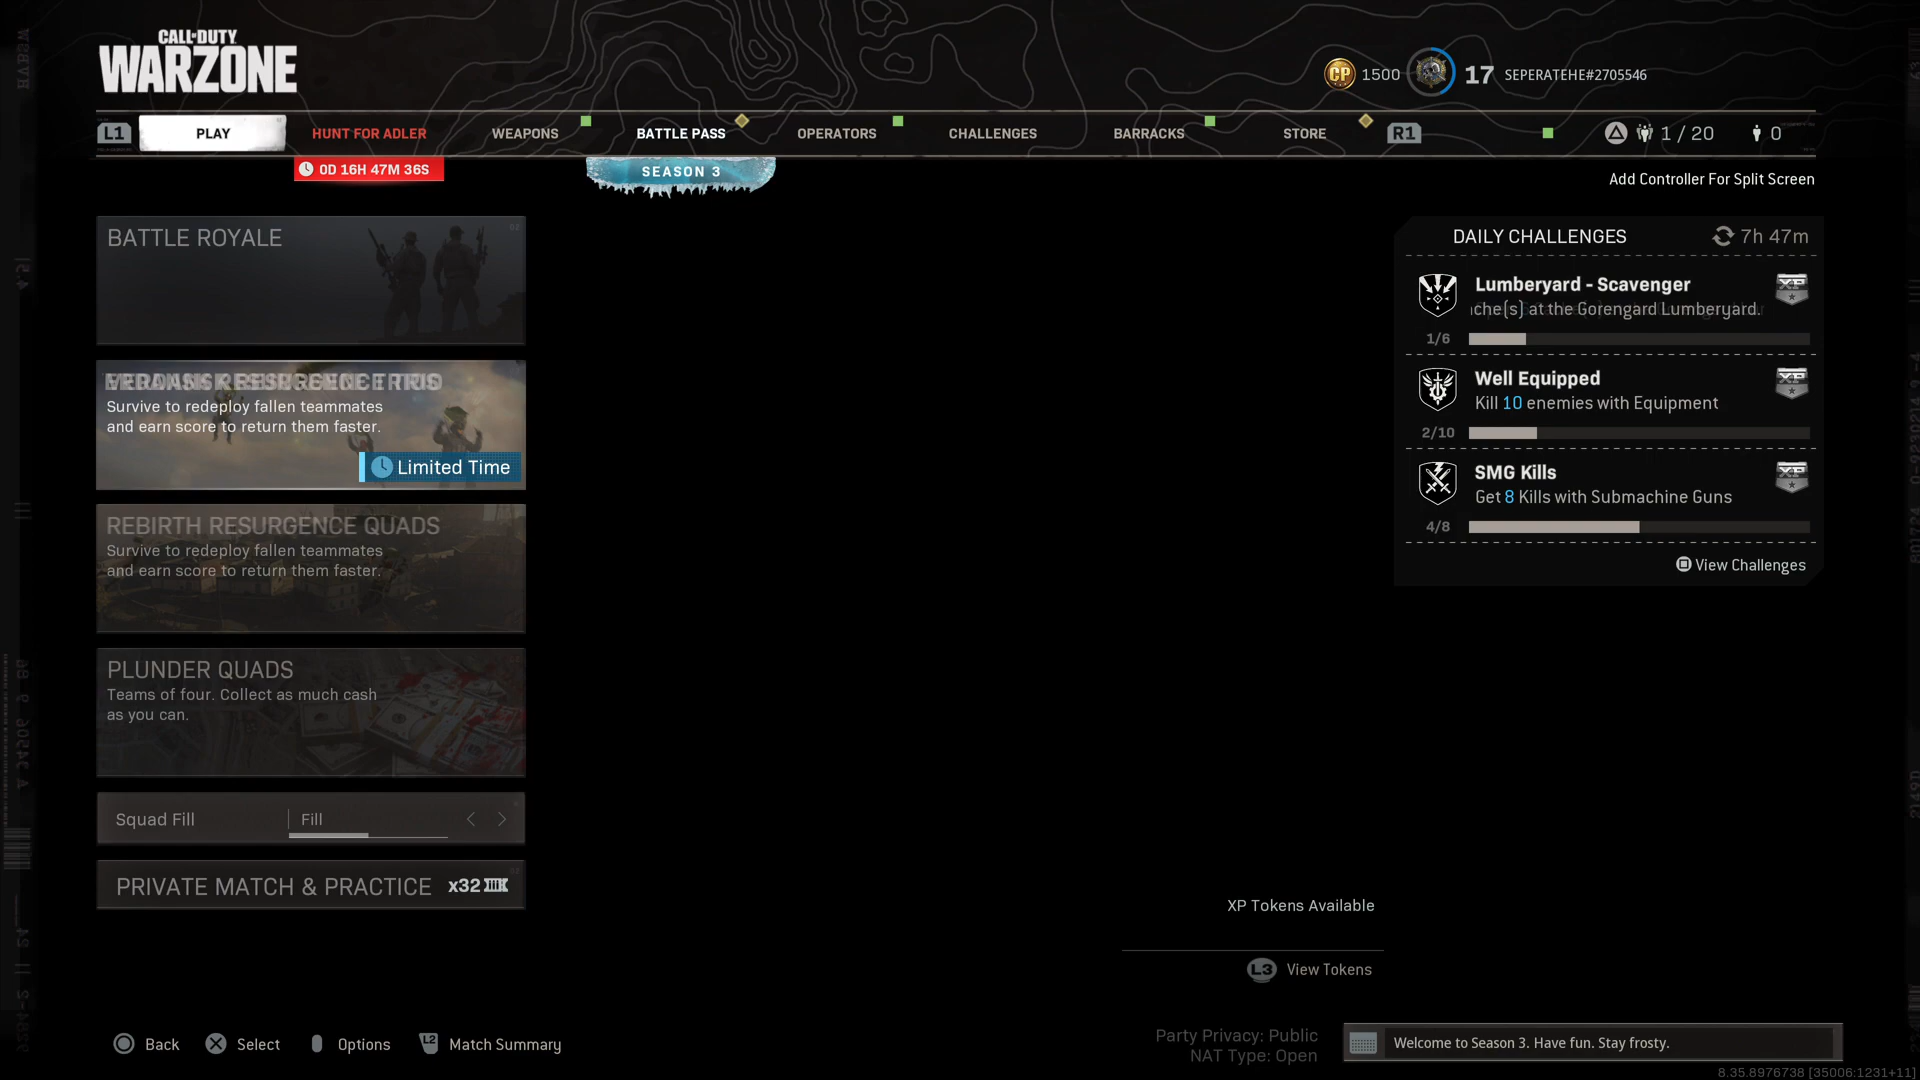 CALL OF DUTY
WARZONE
CP 1500 17 SEPERATEHE#2705546
L1 PLAY HUNT FOR ADLER WEAPONS BATTLE PASS OPERATORS CHALLENGES BARRACKS STORE R1 1 / 20 0
0D 16H 47M 36S
SEASON 3
Add Controller For Split Screen
BATTLE ROYALE
Survive to redeploy fallen teammates
and earn score to return them faster.
Limited Time
REBIRTH RESURGENCE QUADS
Survive to redeploy fallen teammates
and earn score to return them faster.
PLUNDER QUADS
Teams of four. Collect as much cash
as you can.
Squad Fill Fill
PRIVATE MATCH & PRACTICE x32
DAILY CHALLENGES 7h 47m
Lumberyard - Scavenger XP
che(s) at the Gorengard Lumberyard.
1/6
Well Equipped XP
Kill 10 enemies with Equipment
2/10
SMG Kills XP
Get 8 Kills with Submachine Guns
4/8
View Challenges
XP Tokens Available
L3 View Tokens
Back Select Options L2 Match Summary
Party Privacy: Public
NAT Type: Open
Welcome to Season 3. Have fun. Stay frosty.
8.35.8976738 [35006:1231+11]